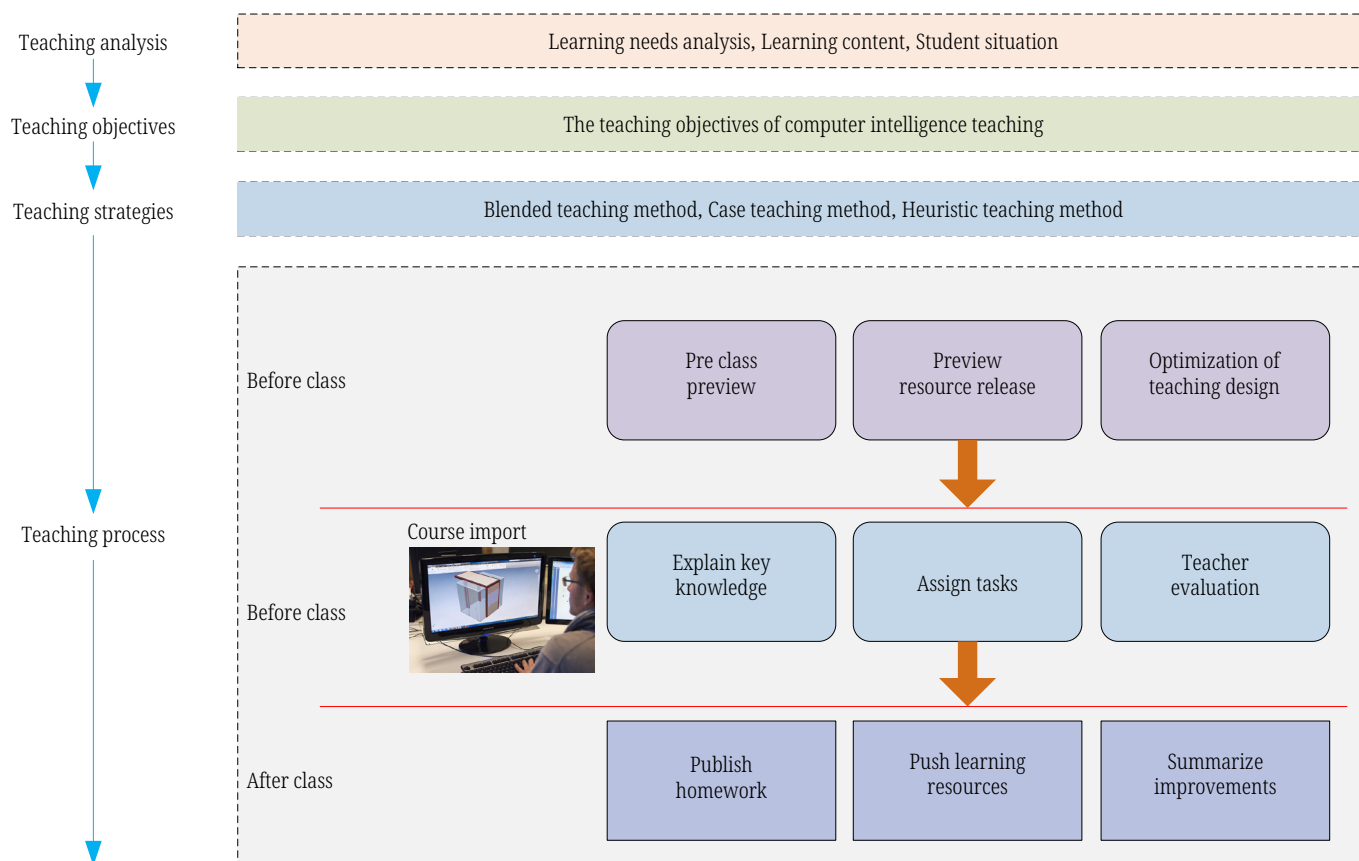 Teaching analysis
Learning needs analysis, Learning content, Student situation
Teaching objectives
The teaching objectives of computer intelligence teaching
Teaching strategies
Blended teaching method, Case teaching method, Heuristic teaching method
Teaching process
Before class
Pre class
preview
Preview
resource release
Optimization of
teaching design
Before class
Course import
Explain key
knowledge
Assign tasks
Teacher
evaluation
After class
Publish
homework
Push learning
resources
Summarize
improvements